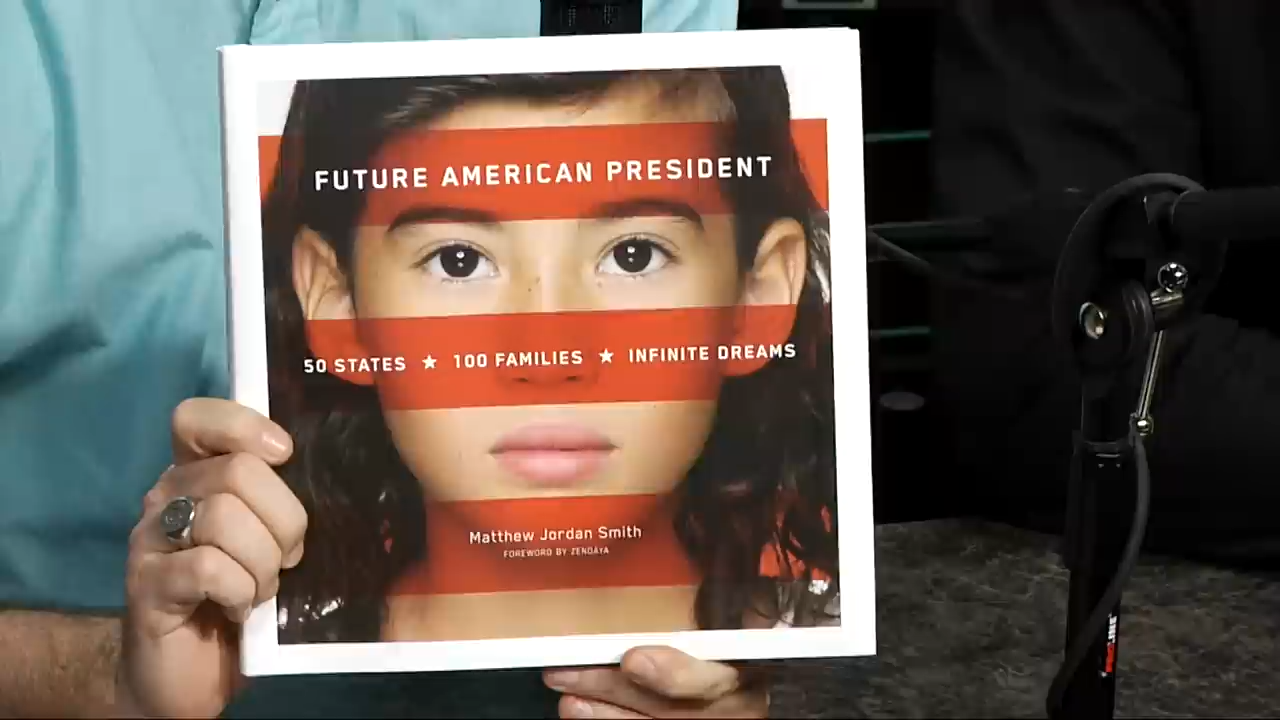 FUTURE AMERICAN PRESIDENT
50 STATES ★ 100 FAMILIES ★ INFINITE DREAMS
Matthew Jordan Smith
FOREWORD BY ZENDAYA